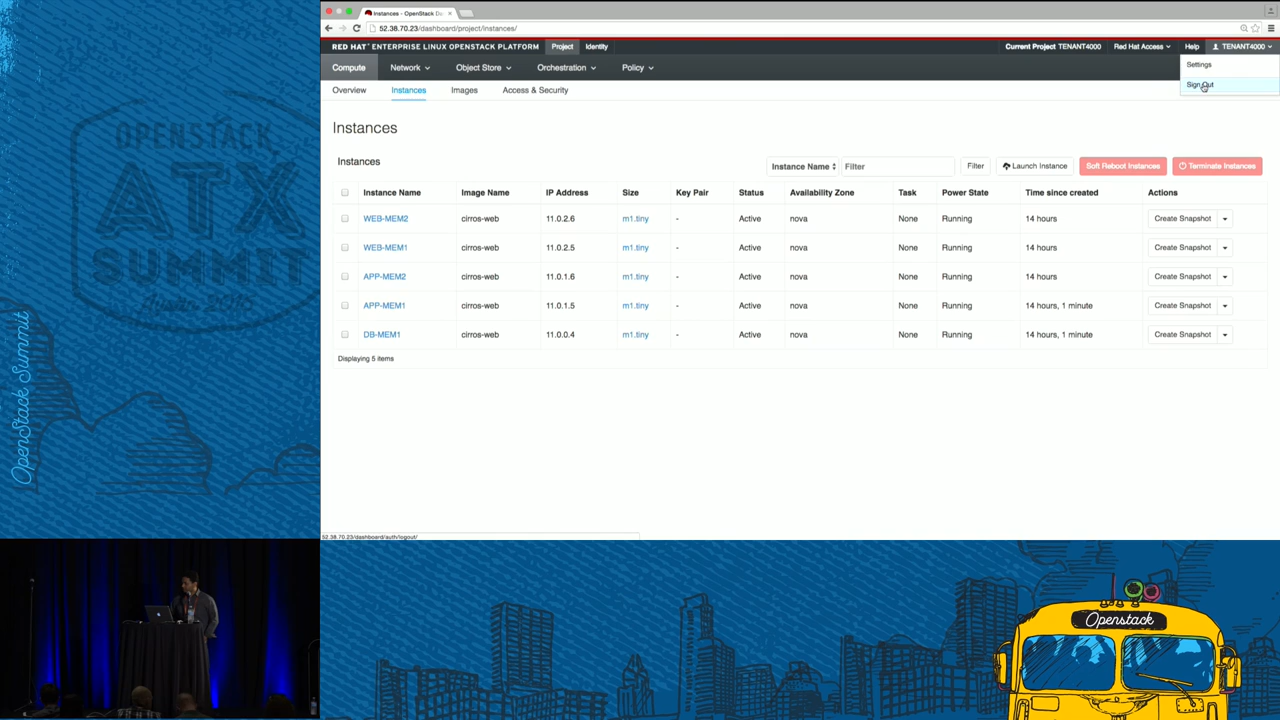 Instances - OpenStack Da
52.38.70.23/dashboard/project/instances/
RED HAT ENTERPRISE LINUX OPENSTACK PLATFORM Project Identity Current Project TENANT4000 Red Hat Access Help TENANT4000
Compute Network Object Store Orchestration Policy
Settings
Sign Out
Overview Instances Images Access & Security
Instances
Instances Instance Name Filter Filter Launch Instance Soft Reboot Instances Terminate Instances
Instance Name Image Name IP Address Size Key Pair Status Availability Zone Task Power State Time since created Actions
WEB-MEM2 cirros-web 11.0.2.6 m1.tiny - Active nova None Running 14 hours Create Snapshot
WEB-MEM1 cirros-web 11.0.2.5 m1.tiny - Active nova None Running 14 hours Create Snapshot
APP-MEM2 cirros-web 11.0.1.6 m1.tiny - Active nova None Running 14 hours Create Snapshot
APP-MEM1 cirros-web 11.0.1.5 m1.tiny - Active nova None Running 14 hours, 1 minute Create Snapshot
DB-MEM1 cirros-web 11.0.0.4 m1.tiny - Active nova None Running 14 hours, 1 minute Create Snapshot
Displaying 5 items
52.38.70.23/dashboard/auth/logout/
OPENSTACK
ATX
SUMMIT
OpenStack Summit
Openstack